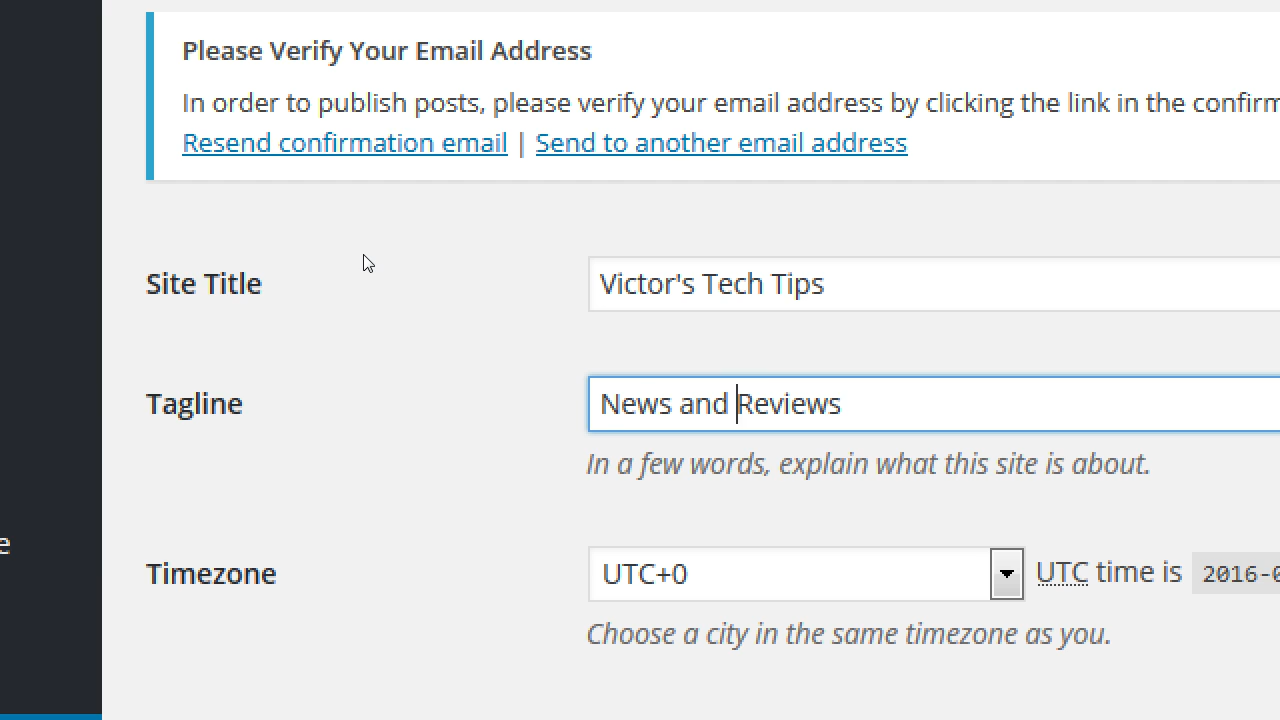 Please Verify Your Email Address
In order to publish posts, please verify your email address by clicking the link in the
Resend confirmation email | Send to another email address
Site Title
Victor's Tech Tips
Tagline
News and Reviews
In a few words, explain what this site is about.
Timezone
UTC+0
UTC time is 2016-0
Choose a city in the same timezone as you.